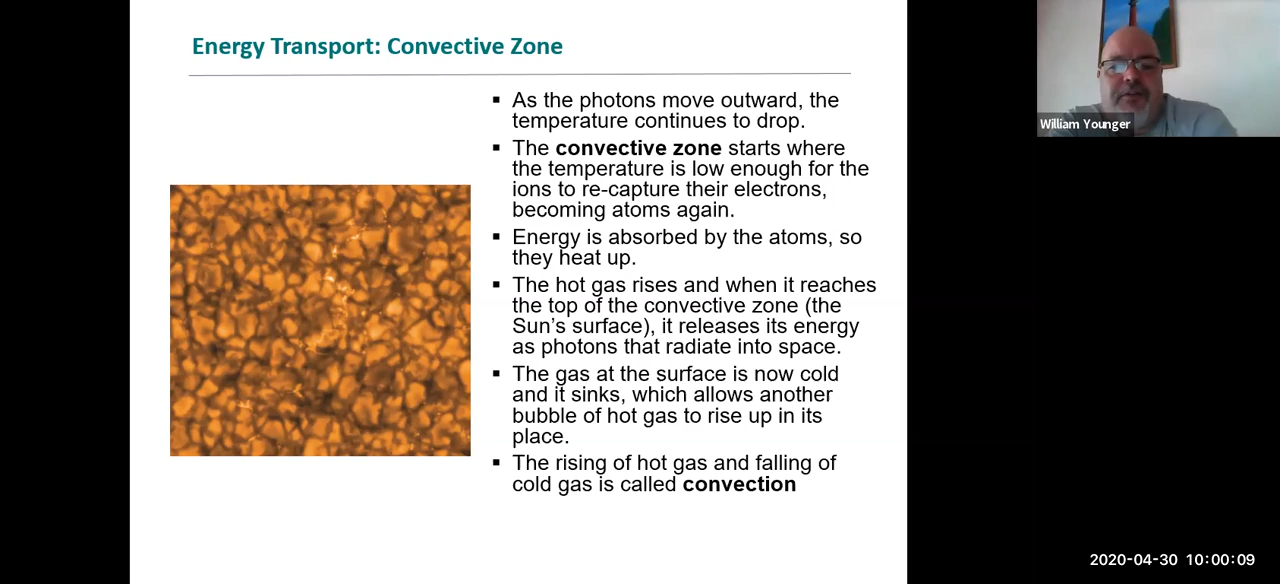 Energy Transport: Convective Zone
▪ As the photons move outward, the
temperature continues to drop.
▪ The convective zone starts where
the temperature is low enough for the
ions to re-capture their electrons,
becoming atoms again.
▪ Energy is absorbed by the atoms, so
they heat up.
▪ The hot gas rises and when it reaches
the top of the convective zone (the
Sun’s surface), it releases its energy
as photons that radiate into space.
▪ The gas at the surface is now cold
and it sinks, which allows another
bubble of hot gas to rise up in its
place.
▪ The rising of hot gas and falling of
cold gas is called convection
William Younger
2020-04-30 10:00:09